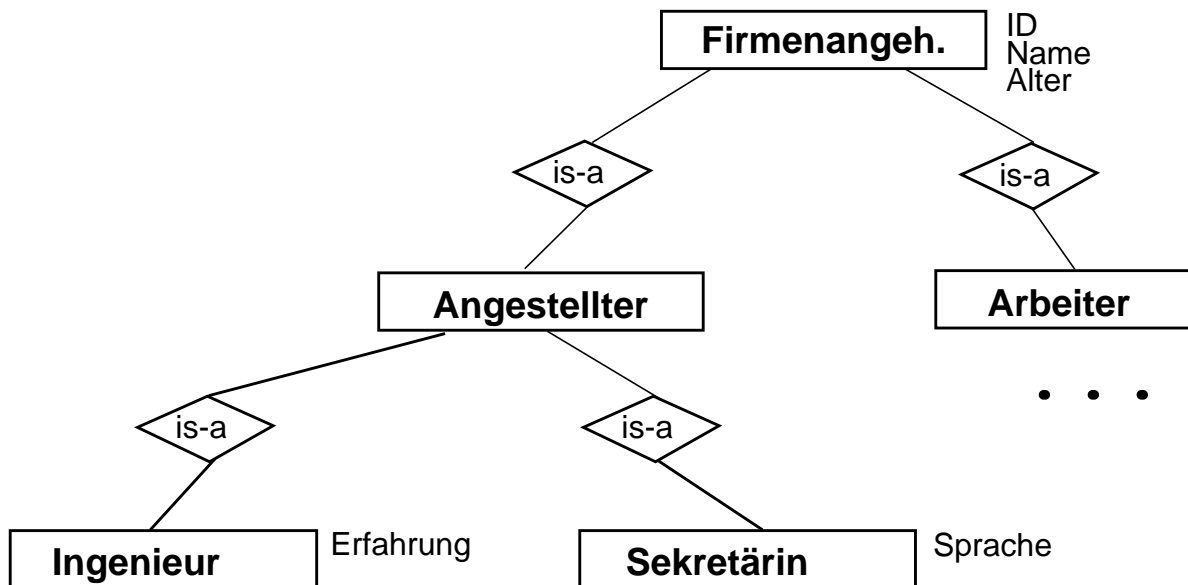 Firmenangeh.
ID
Name
Alter
is-a
is-a
Angestellter
Arbeiter
is-a
is-a
. . .
Ingenieur
Erfahrung
Sekretärin
Sprache